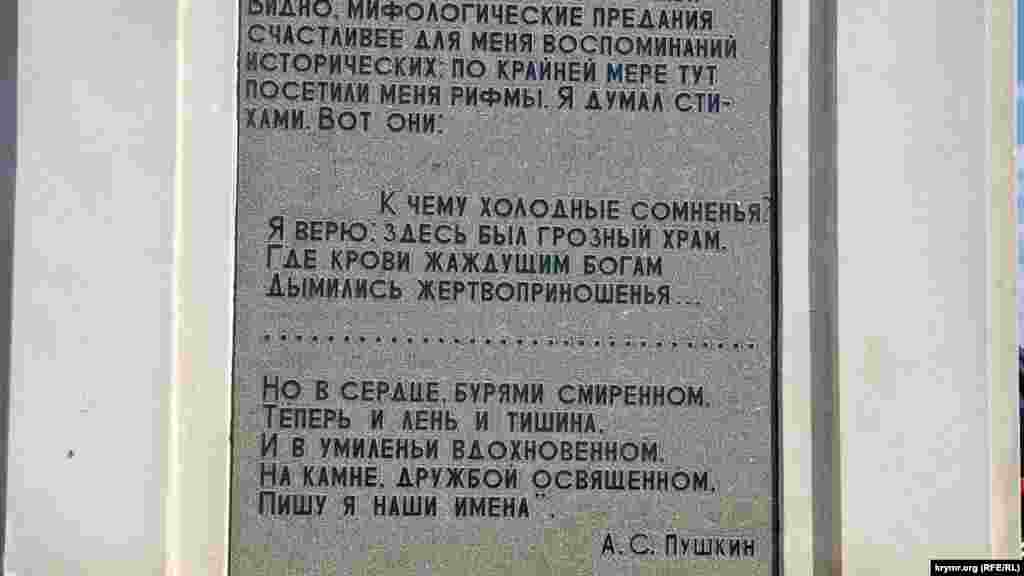 Видно, мифологические предания
счастливее для меня воспоминаний
исторических; по крайней мере тут
посетили меня рифмы. Я думал сти-
хами. Вот они:
К чему холодные сомненья?
Я верю: здесь был грозный храм,
Где крови жаждущим богам
Дымились жертвоприношенья...
................................
Но в сердце, бурями смиренном,
Теперь и лень и тишина,
И в умиленьи вдохновенном,
На камне, дружбой освященном,
Пишу я наши имена".
А. С. Пушкин
krymr.org (RFE/RL)